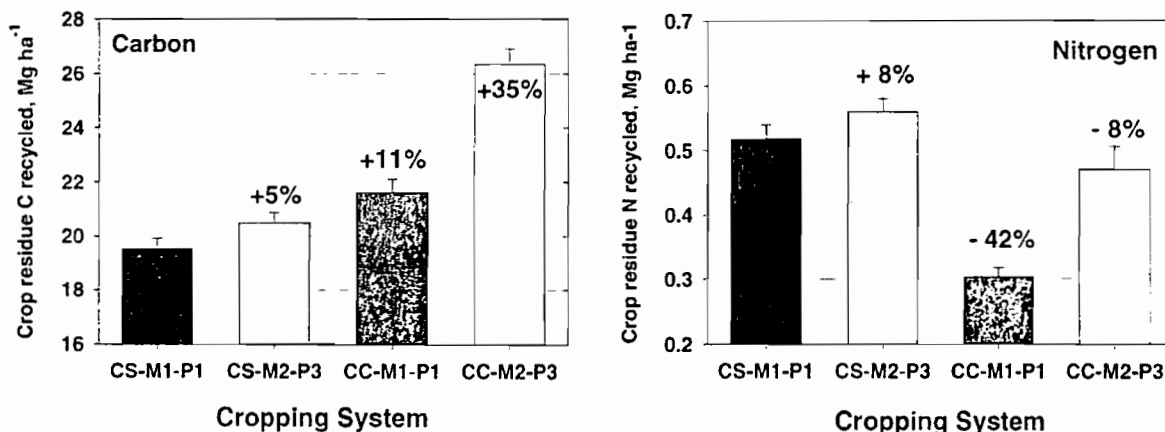 Carbon
Crop residue C recycled, Mg ha-1
28
26
24
22
20
18
16
+5%
+11%
+35%
CS-M1-P1 CS-M2-P3 CC-M1-P1 CC-M2-P3
Cropping System
Nitrogen
Crop residue N recycled, Mg ha-1
0.7
0.6
0.5
0.4
0.3
0.2
+ 8%
- 42%
- 8%
CS-M1-P1 CS-M2-P3 CC-M1-P1 CC-M2-P3
Cropping System